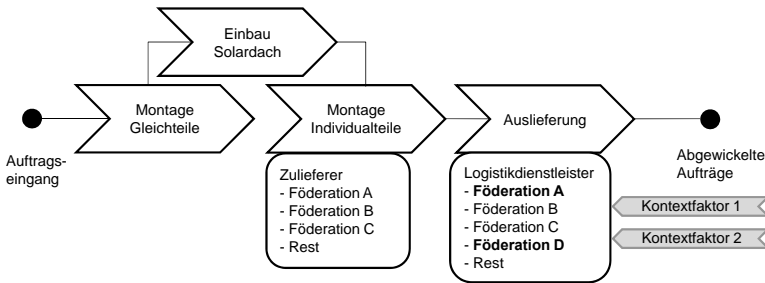 Einbau
Solardach
Montage
Gleichteile
Montage
Individualteile
Auslieferung
Auftrags-
eingang
Abgewickelte
Aufträge
Zulieferer
- Föderation A
- Föderation B
- Föderation C
- Rest
Logistikdienstleister
- Föderation A
- Föderation B
- Föderation C
- Föderation D
- Rest
Kontextfaktor 1
Kontextfaktor 2